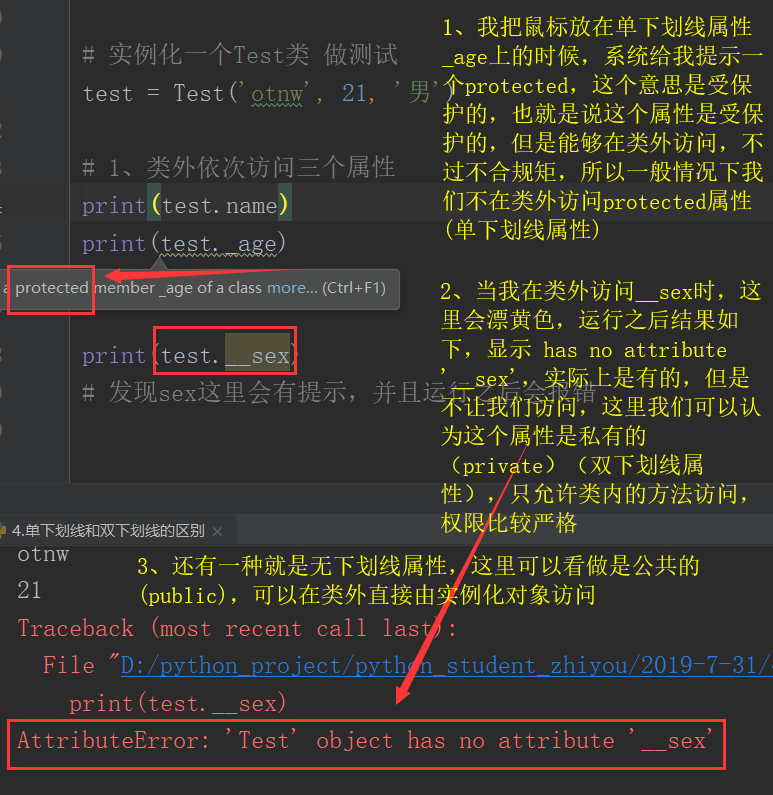 # 实例化一个Test类 做测试
test = Test('otnw', 21, '男')
# 1、类外依次访问三个属性
print(test.name)
print(test._age)
a protected member _age of a class more... (Ctrl+F1)
print(test.__sex)
# 发现sex这里会有提示，并且运行之后会报错
1、我把鼠标放在单下划线属性
_age上的时候，系统给我提示一
个protected，这个意思是受保
护的，也就是说这个属性是受保
护的，但是能够在类外访问，不
过不合规矩，所以一般情况下我
们不在类外访问protected属性
(单下划线属性)
2、当我在类外访问__sex时，这
里会漂黄色，运行之后结果如
下，显示 has no attribute
'__sex'，实际上是有的，但是
不让我们访问，这里我们可以认
为这个属性是私有的
（private）（双下划线属
性），只允许类内的方法访问，
权限比较严格
4.单下划线和双下划线的区别
otnw
21
3、还有一种就是无下划线属性，这里可以看做是公共的
(public)，可以在类外直接由实例化对象访问
Traceback (most recent call last):
File "D:/python_project/python_student_zhiyou/2019-7-31/
print(test.__sex)
AttributeError: 'Test' object has no attribute '__sex'